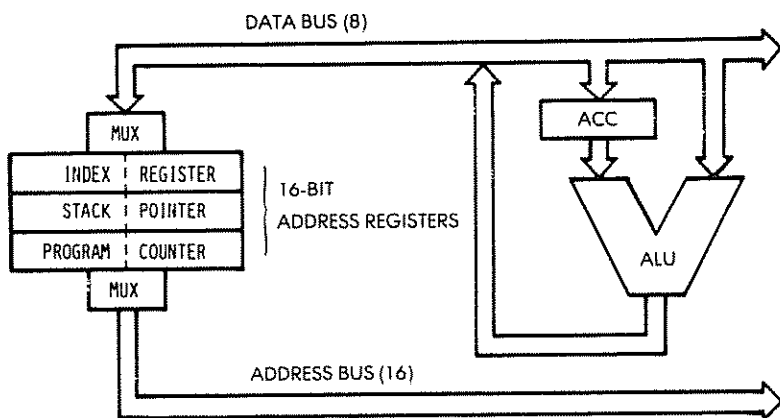 DATA BUS (8)
MUX
INDEX REGISTER
STACK POINTER
PROGRAM COUNTER
MUX
16-BIT
ADDRESS REGISTERS
ACC
ALU
ADDRESS BUS (16)